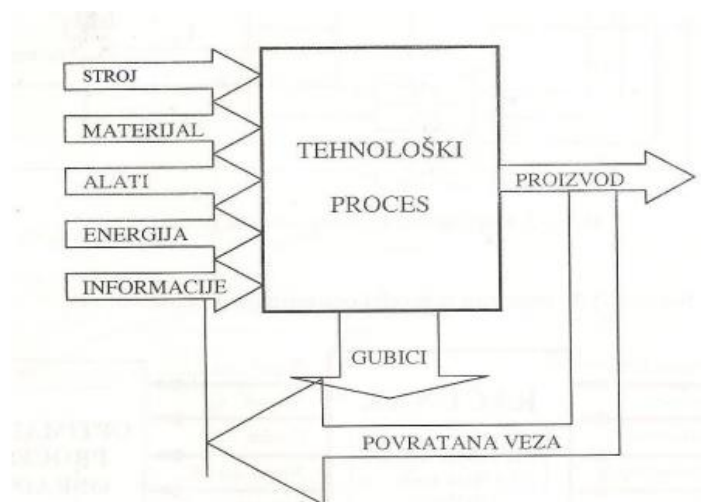 STROJ
MATERIJAL
ALATI
ENERGIJA
INFORMACIJE
TEHNOLOŠKI
PROCES
PROIZVOD
GUBICI
POVRATANA VEZA